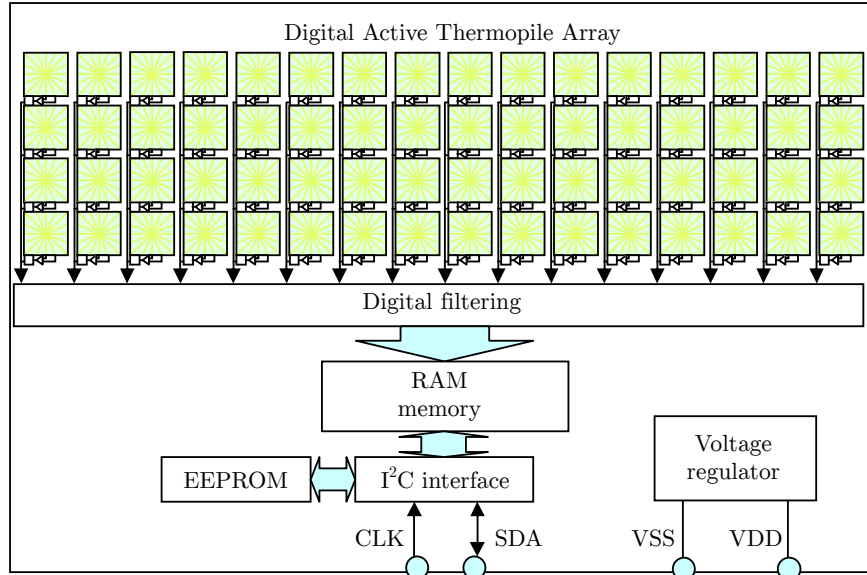 Digital Active Thermopile Array
Digital filtering
RAM
memory
Voltage
regulator
EEPROM
I²C interface
CLK
SDA
VSS
VDD